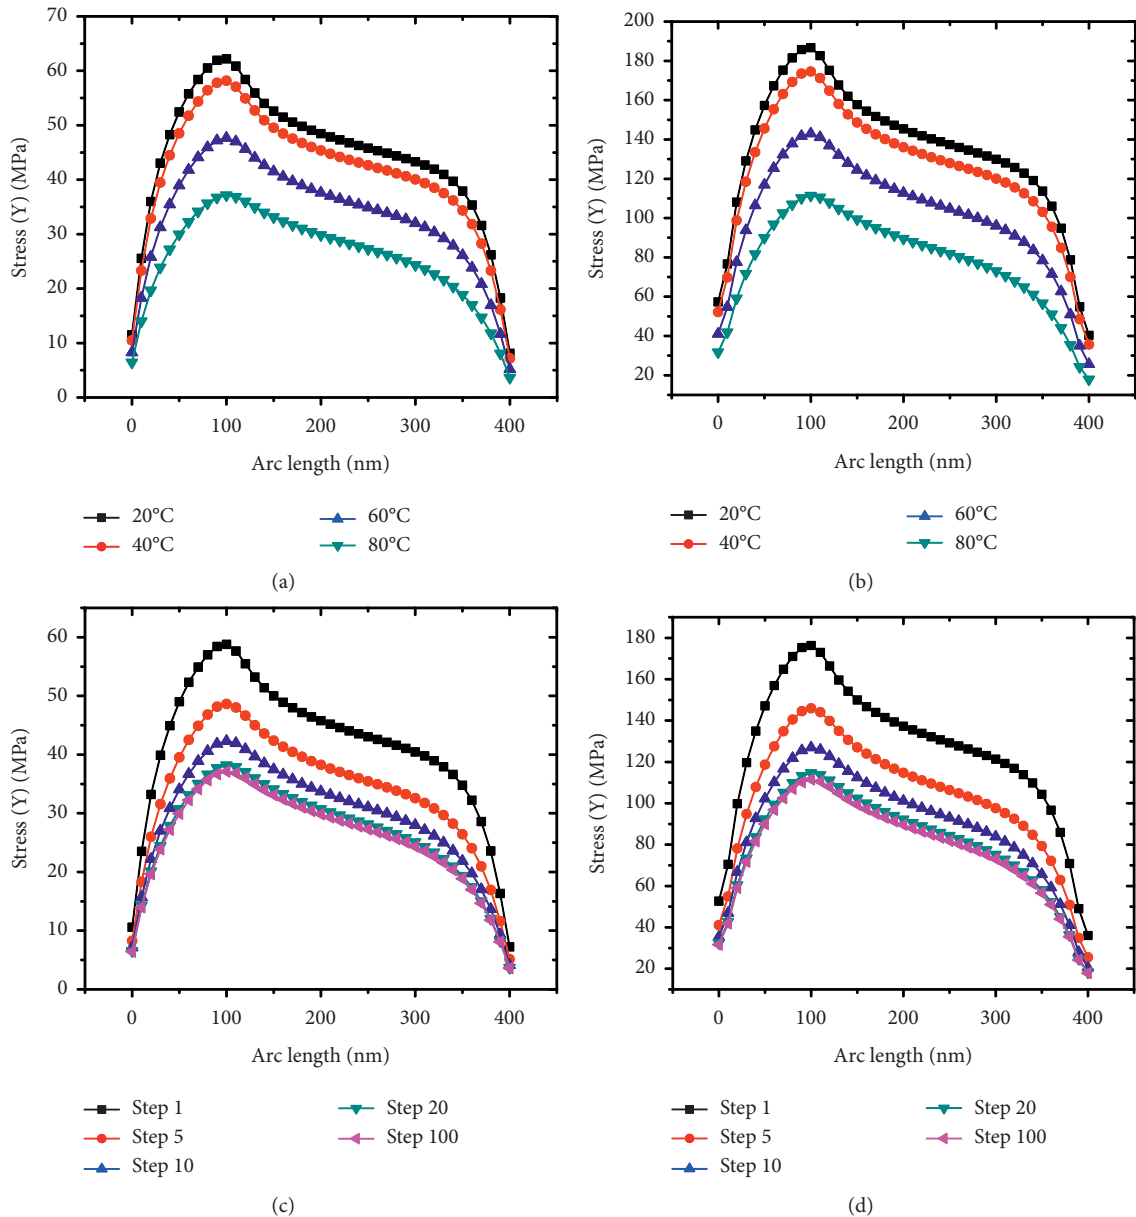 70
60
50
40
30
20
10
0
Stress (Y) (MPa)
0 100 200 300 400
Arc length (nm)
20°C 60°C
40°C 80°C
(a)
200
180
160
140
120
100
80
60
40
20
Stress (Y) (MPa)
0 100 200 300 400
Arc length (nm)
20°C 60°C
40°C 80°C
(b)
60
50
40
30
20
10
0
Stress (Y) (MPa)
0 100 200 300 400
Arc length (nm)
Step 1 Step 20
Step 5 Step 100
Step 10
(c)
180
160
140
120
100
80
60
40
20
Stress (Y) (MPa)
0 100 200 300 400
Arc length (nm)
Step 1 Step 20
Step 5 Step 100
Step 10
(d)